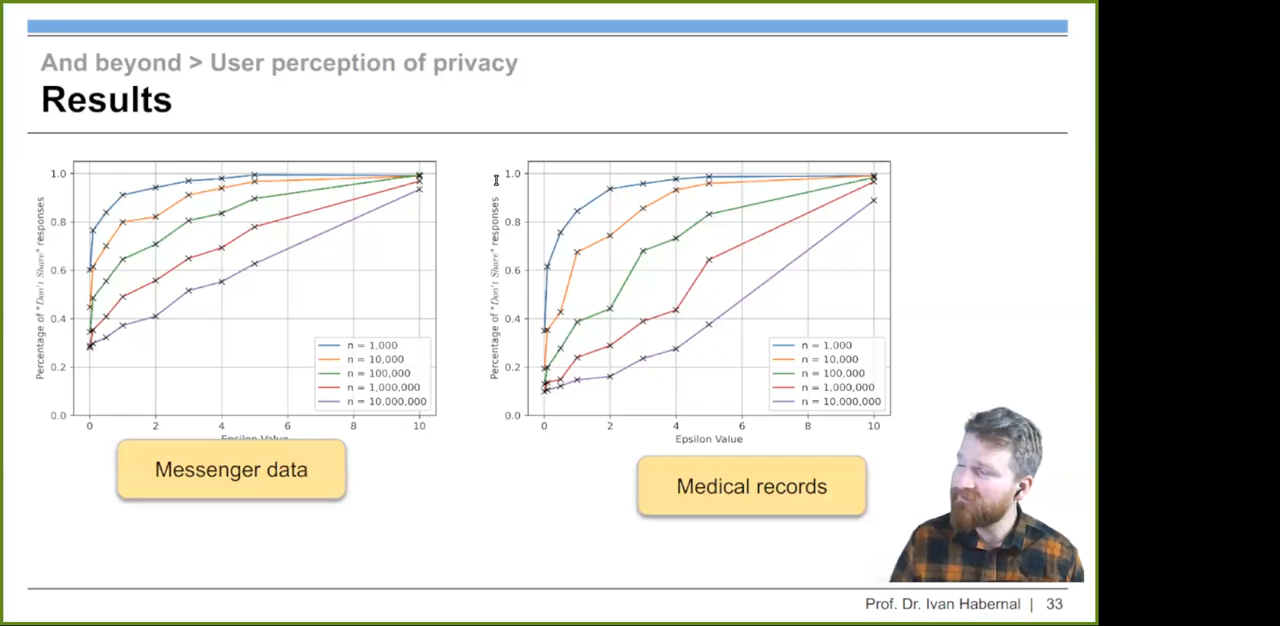 And beyond > User perception of privacy
Results
Percentage of "Don't Share" responses
1.0
0.8
0.6
0.4
0.2
0.0
0 2 4 6 8 10
Epsilon Value
n = 1,000
n = 10,000
n = 100,000
n = 1,000,000
n = 10,000,000
Messenger data
Percentage of "Don't Share" responses
1.0
0.8
0.6
0.4
0.2
0.0
0 2 4 6 8 10
Epsilon Value
n = 1,000
n = 10,000
n = 100,000
n = 1,000,000
n = 10,000,000
Medical records
Prof. Dr. Ivan Habernal | 33